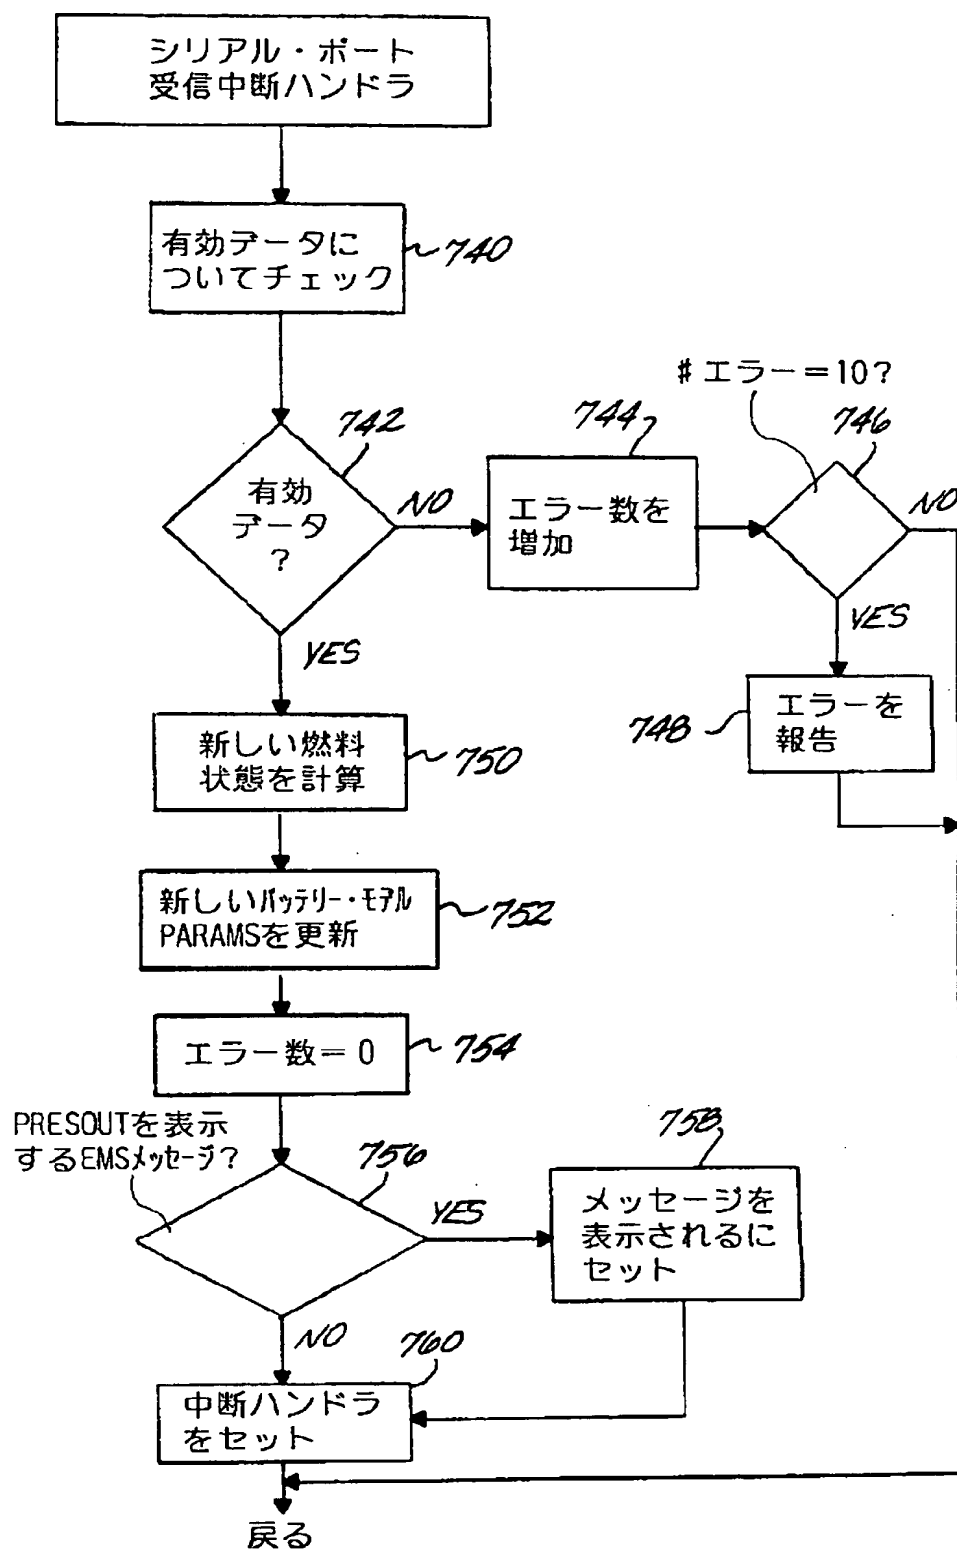 シリアル・ポート
受信中断ハンドラ
有効データに
ついてチェック
740
742
有効
データ
?
NO
YES
744
エラー数を
増加
#エラー=10?
746
NO
YES
748
エラーを
報告
新しい燃料
状態を計算
750
新しいバッテリー・モデル
PARAMSを更新
752
エラー数=0
754
PRESOUTを表示
するEMSメッセージ?
756
YES
NO
758
メッセージを
表示されるに
セット
760
中断ハンドラ
をセット
戻る